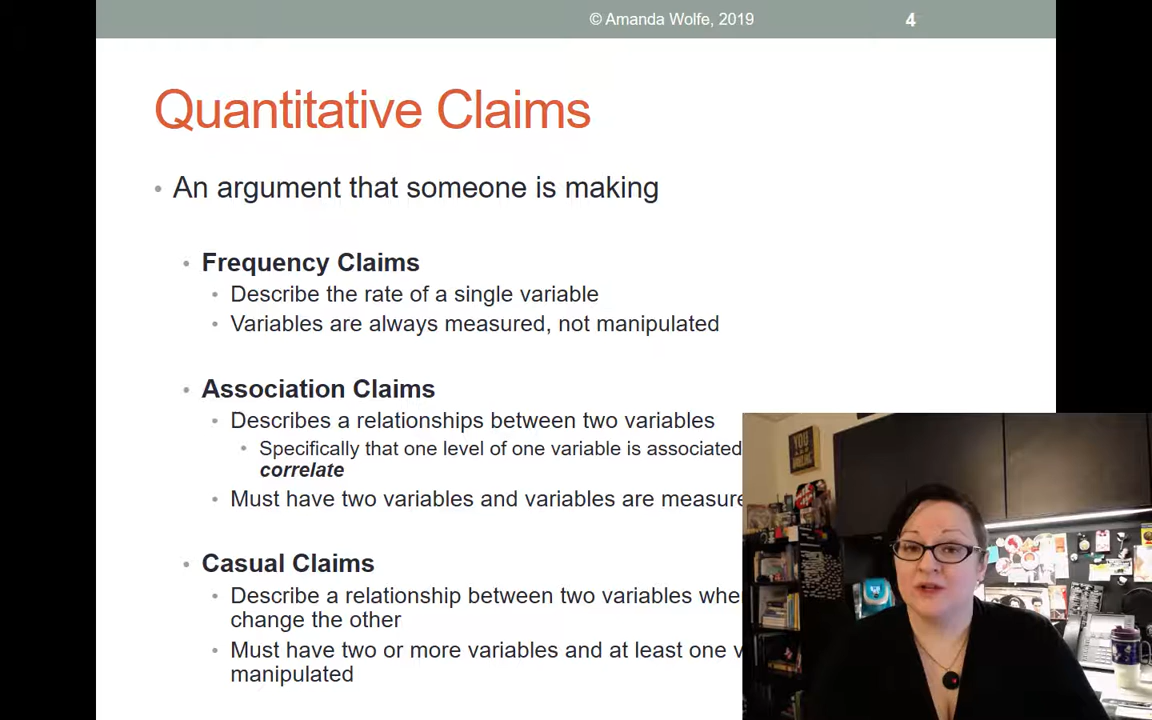 © Amanda Wolfe, 2019 4
Quantitative Claims
• An argument that someone is making
• Frequency Claims
• Describe the rate of a single variable
• Variables are always measured, not manipulated
• Association Claims
• Describes a relationships between two variables
• Specifically that one level of one variable is associated
correlate
• Must have two variables and variables are measure
• Casual Claims
• Describe a relationship between two variables whe
change the other
• Must have two or more variables and at least one v
manipulated
YOU